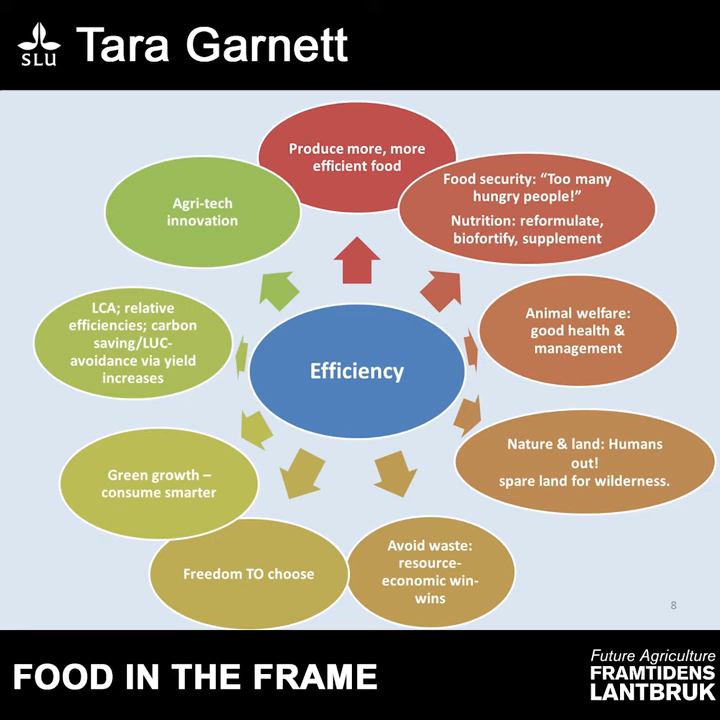 SLU
Tara Garnett
Produce more, more
efficient food
Food security: “Too many
hungry people!”
Nutrition: reformulate,
biofortify, supplement
Animal welfare:
good health &
management
Nature & land: Humans
out!
spare land for wilderness.
Avoid waste:
resource-
economic win-
wins
Freedom TO choose
Green growth –
consume smarter
LCA; relative
efficiencies; carbon
saving/LUC-
avoidance via yield
increases
Agri-tech
innovation
Efficiency
8
FOOD IN THE FRAME
Future Agriculture
FRAMTIDENS
LANTBRUK